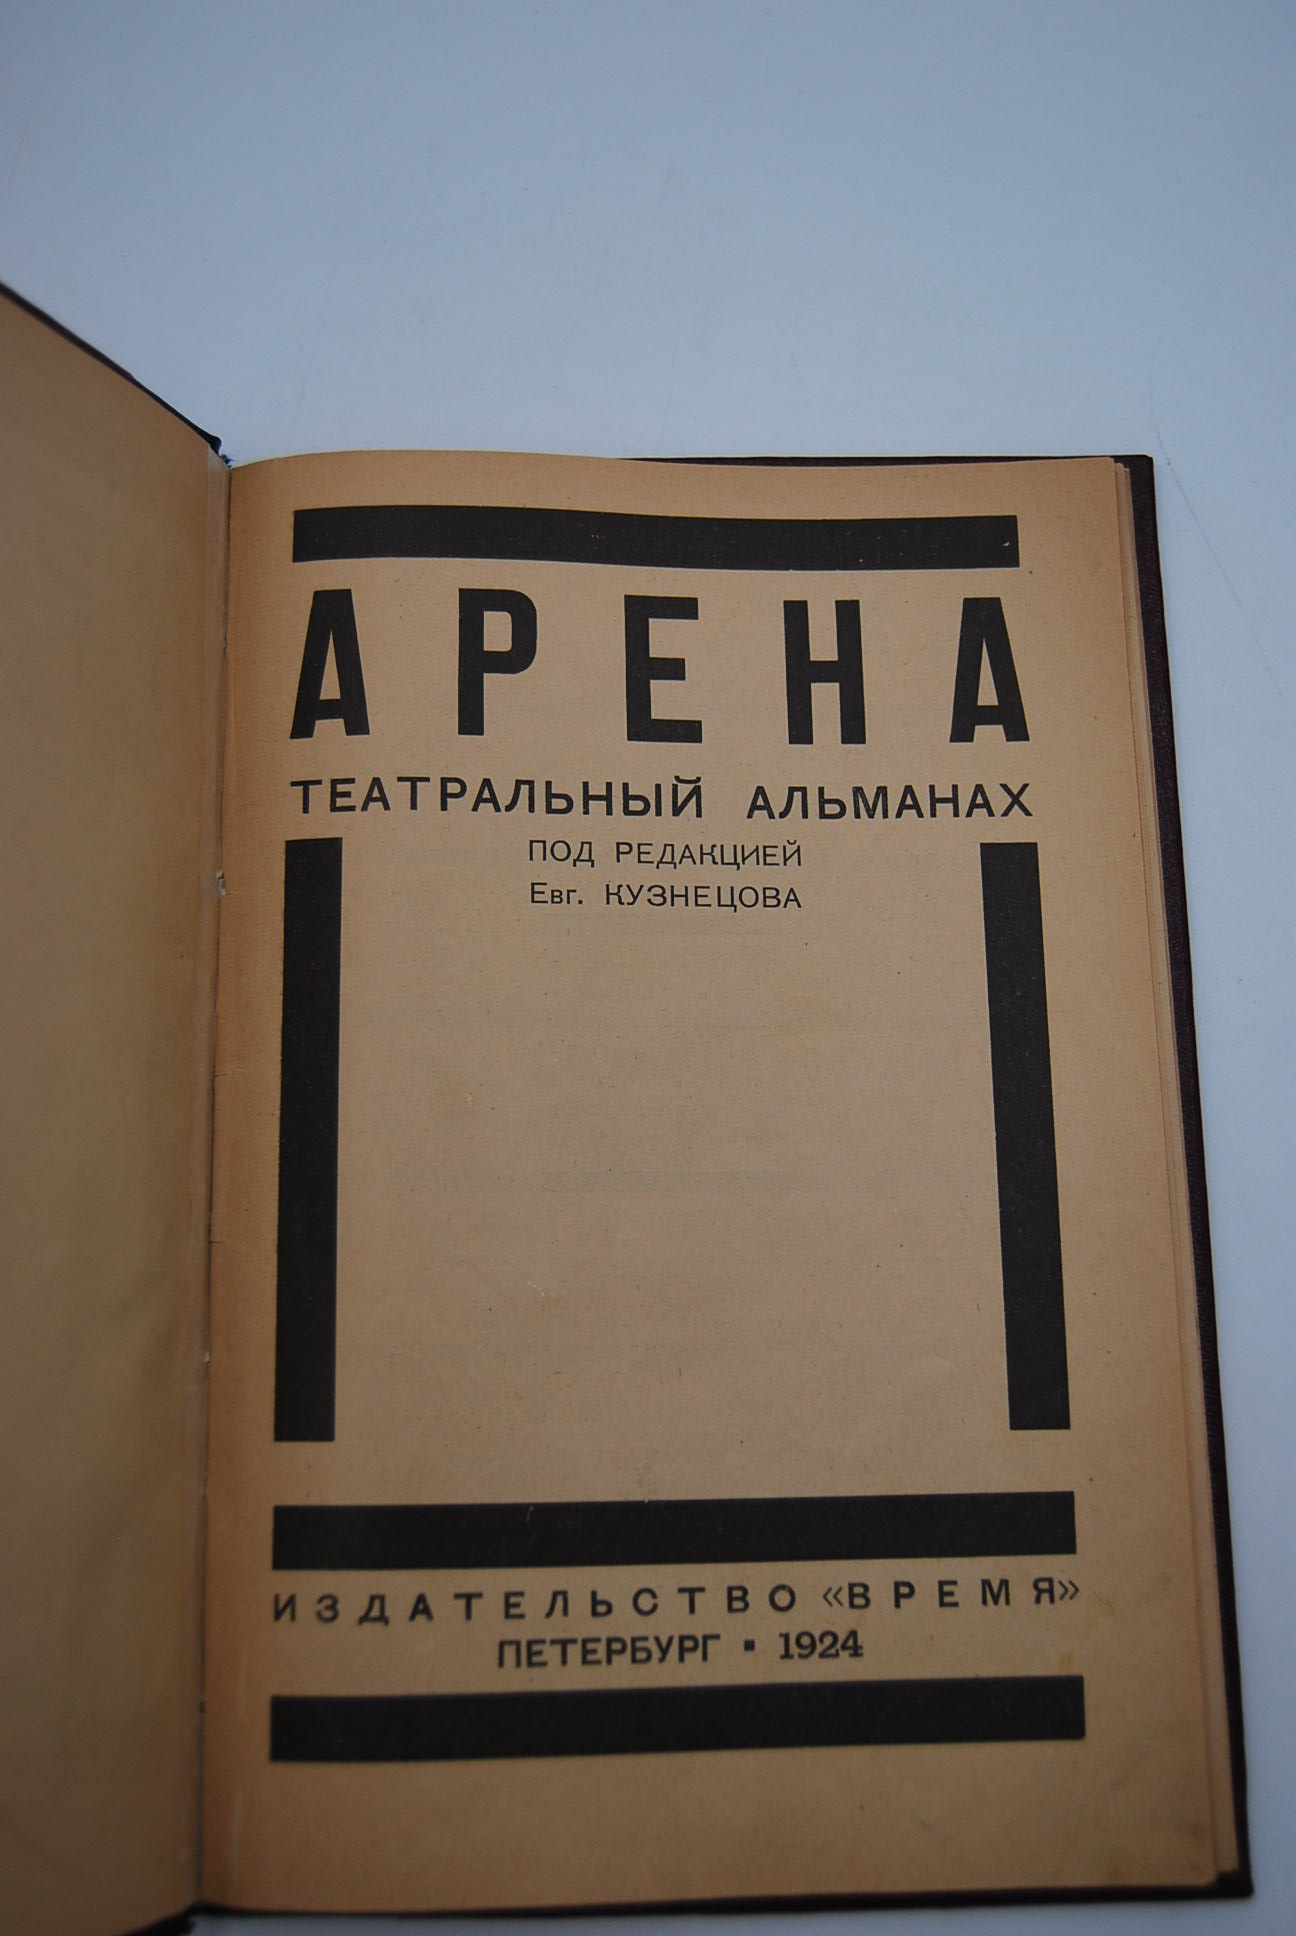 АРЕНА
ТЕАТРАЛЬНЫЙ АЛЬМАНАХ
ПОД РЕДАКЦИЕЙ
Евг. КУЗНЕЦОВА
ИЗДАТЕЛЬСТВО «ВРЕМЯ»
ПЕТЕРБУРГ ▪ 1924